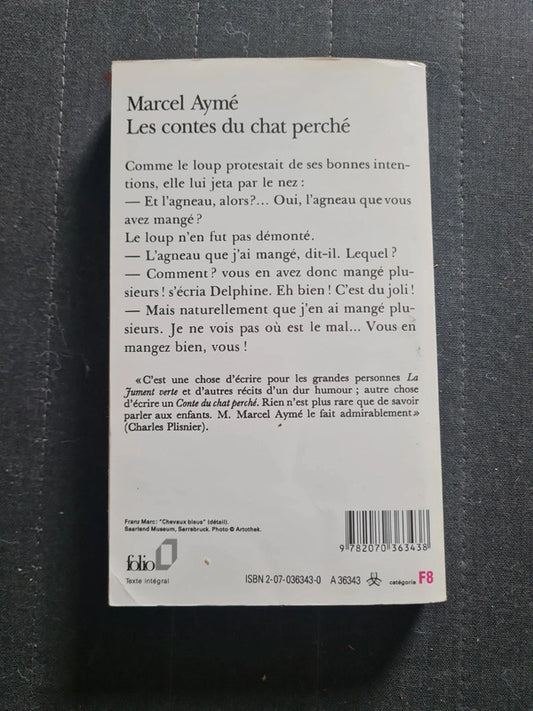 Marcel Aymé
Les contes du chat perché
Comme le loup protestait de ses bonnes inten-
tions, elle lui jeta par le nez :
— Et l'agneau, alors ?... Oui, l'agneau que vous
avez mangé ?
Le loup n'en fut pas démonté.
— L'agneau que j'ai mangé, dit-il. Lequel ?
— Comment ? vous en avez donc mangé plu-
sieurs ! s'écria Delphine. Eh bien ! C'est du joli !
— Mais naturellement que j'en ai mangé plu-
sieurs. Je ne vois pas où est le mal... Vous en
mangez bien, vous !
« C'est une chose d'écrire pour les grandes personnes La
Jument verte et d'autres récits d'un dur humour ; autre chose
d'écrire un Conte du chat perché. Rien n'est plus rare que de savoir
parler aux enfants. M. Marcel Aymé le fait admirablement »
(Charles Plisnier).
Franz Marc: "Chevaux bleus" (détail).
Saarland Museum, Sarrebruck. Photo © Artothek.
9 782070 363438
folio
Texte intégral
ISBN 2-07-036343-0 A 36343 catégorie F8